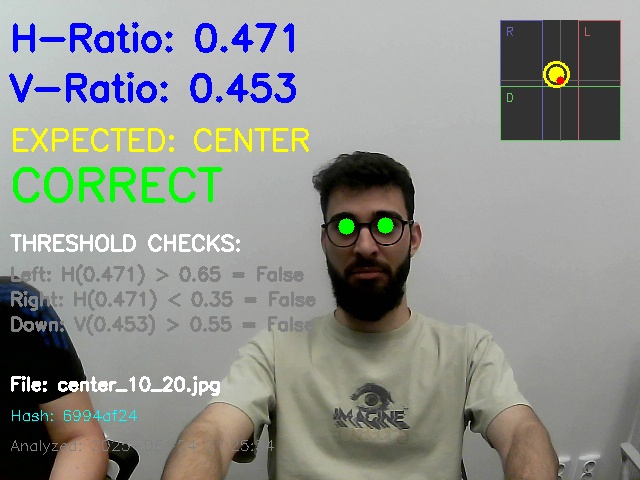 H-Ratio: 0.471
V-Ratio: 0.453
EXPECTED: CENTER
CORRECT
THRESHOLD CHECKS:
Left: H(0.471) > 0.65 = False
Right: H(0.471) < 0.35 = False
Down: V(0.453) > 0.55 = False
File: center_10_20.jpg
Hash: 6994af24
Analyzed:
R
L
D
IMAGINE